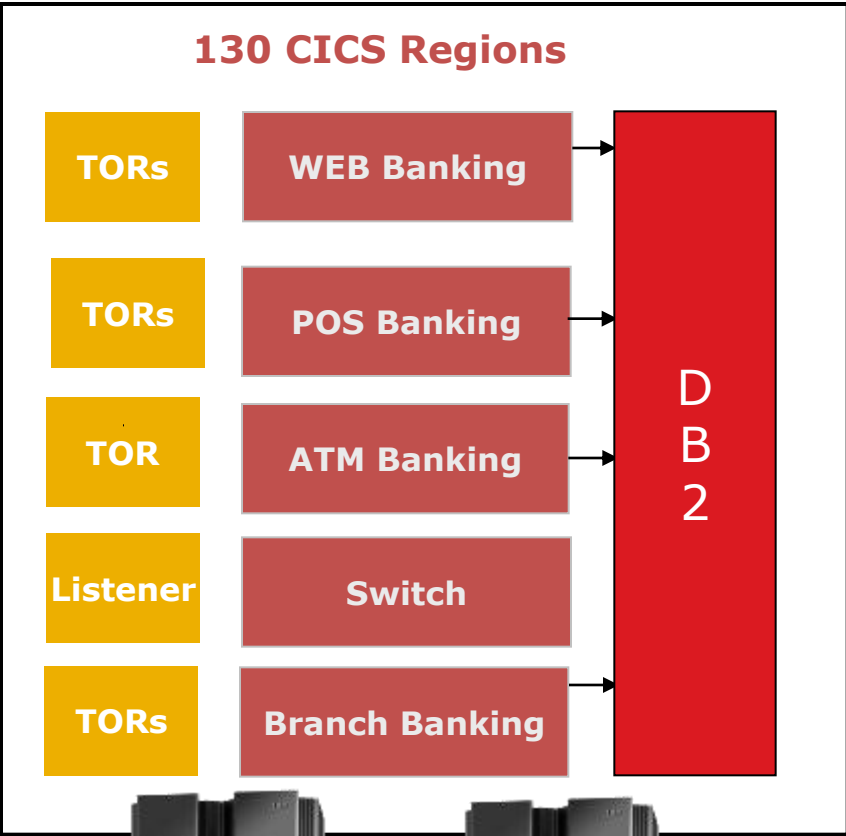 130 CICS Regions
TORs
WEB Banking
TORs
POS Banking
TOR
ATM Banking
Listener
Switch
TORs
Branch Banking
D
B
2